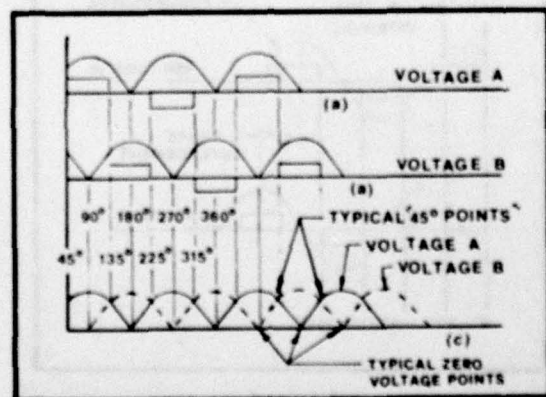 VOLTAGE A
(a)
VOLTAGE B
(a)
90° 180° 270° 360°
TYPICAL "45° POINTS"
VOLTAGE A
45° 135° 225° 315°
VOLTAGE B
(c)
TYPICAL ZERO
VOLTAGE POINTS